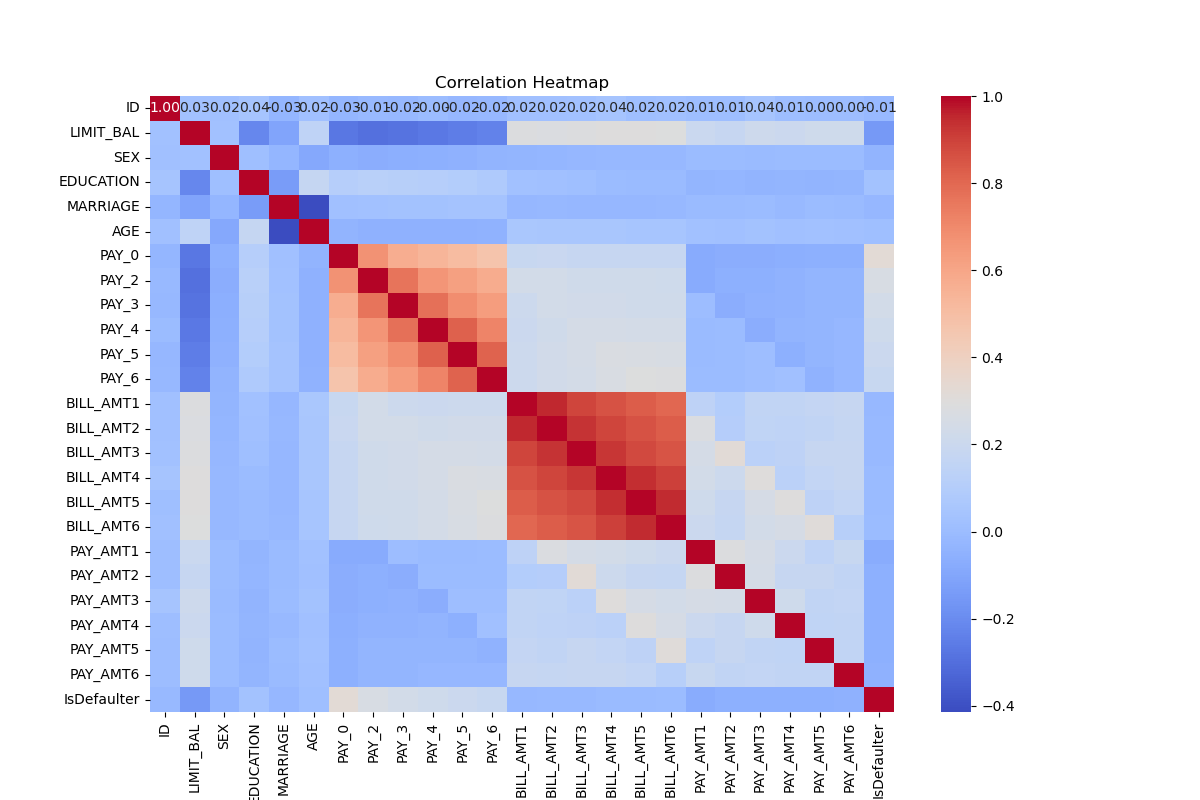 Correlation Heatmap
ID
1.00 0.03 0.02 0.04 -0.03 0.02 -0.03 -0.01 -0.02 -0.00 -0.02 -0.02 0.02 0.02 0.02 0.04 0.02 0.02 0.01 0.01 0.04 0.01 0.00 0.00 -0.01
LIMIT_BAL
SEX
EDUCATION
MARRIAGE
AGE
PAY_0
PAY_2
PAY_3
PAY_4
PAY_5
PAY_6
BILL_AMT1
BILL_AMT2
BILL_AMT3
BILL_AMT4
BILL_AMT5
BILL_AMT6
PAY_AMT1
PAY_AMT2
PAY_AMT3
PAY_AMT4
PAY_AMT5
PAY_AMT6
IsDefaulter
ID
LIMIT_BAL
SEX
EDUCATION
MARRIAGE
AGE
PAY_0
PAY_2
PAY_3
PAY_4
PAY_5
PAY_6
BILL_AMT1
BILL_AMT2
BILL_AMT3
BILL_AMT4
BILL_AMT5
BILL_AMT6
PAY_AMT1
PAY_AMT2
PAY_AMT3
PAY_AMT4
PAY_AMT5
PAY_AMT6
IsDefaulter
1.0
0.8
0.6
0.4
0.2
0.0
−0.2
−0.4